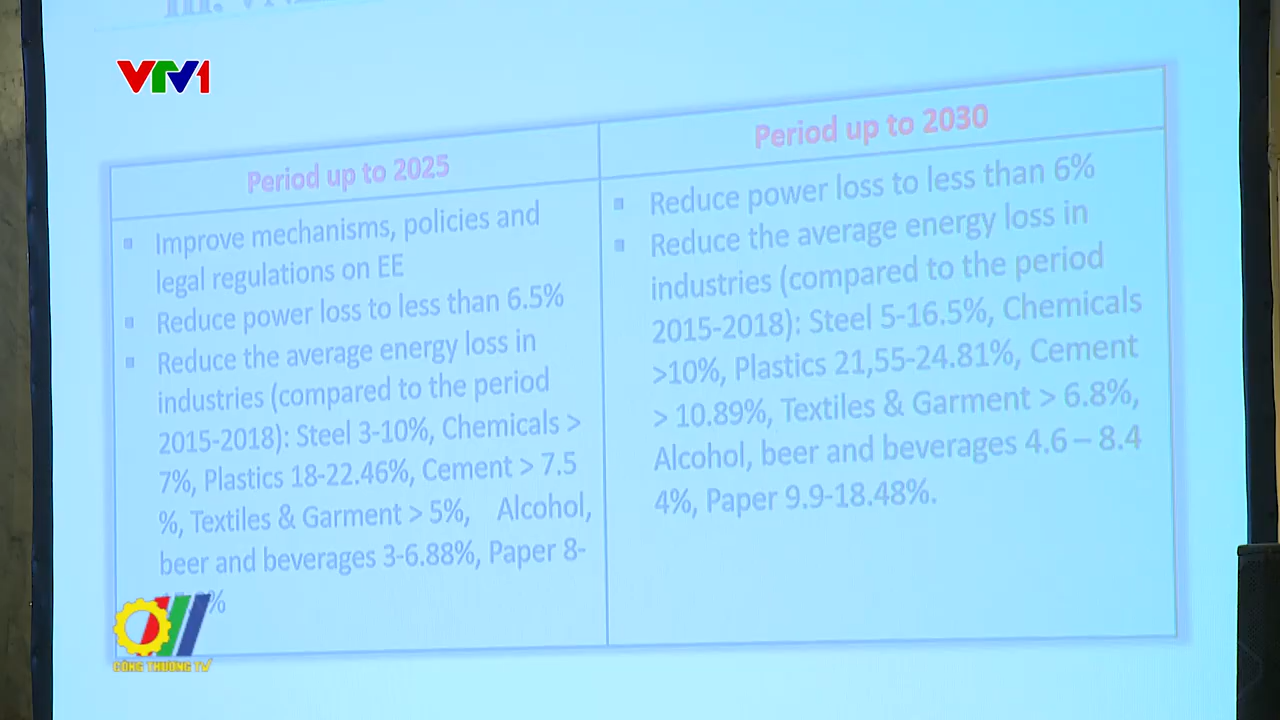 III.
VTV1
Period up to 2025
Improve mechanisms, policies and
legal regulations on EE
Reduce power loss to less than 6.5%
Reduce the average energy loss in
industries (compared to the period
2015-2018): Steel 3-10%, Chemicals >
7%, Plastics 18-22.46%, Cement > 7.5
%, Textiles & Garment > 5%, Alcohol,
beer and beverages 3-6.88%, Paper 8-
%
Period up to 2030
Reduce power loss to less than 6%
Reduce the average energy loss in
industries (compared to the period
2015-2018): Steel 5-16.5%, Chemicals
>10%, Plastics 21,55-24.81%, Cement
> 10.89%, Textiles & Garment > 6.8%,
Alcohol, beer and beverages 4.6 – 8.4
4%, Paper 9.9-18.48%.
CÔNG THƯƠNG TV